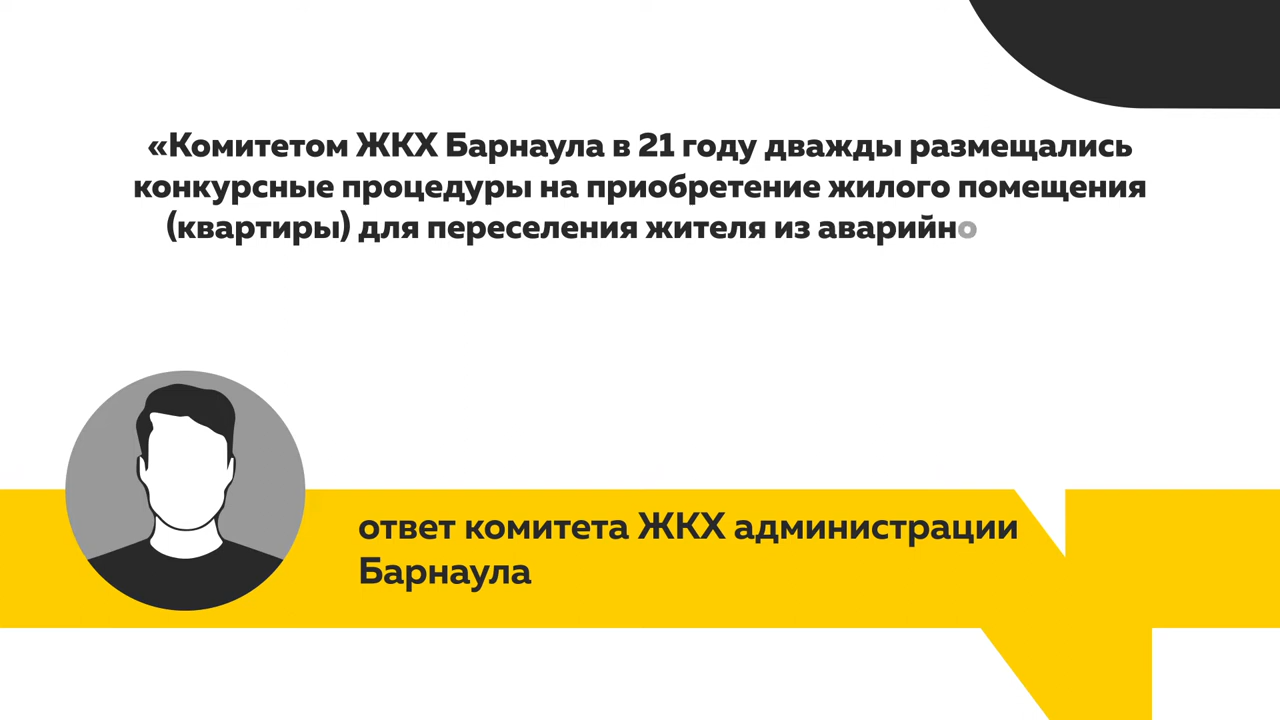 «Комитетом ЖКХ Барнаула в 21 году дважды размещались
конкурсные процедуры на приобретение жилого помещения
(квартиры) для переселения жителя из аварийно
ответ комитета ЖКХ администрации
Барнаула